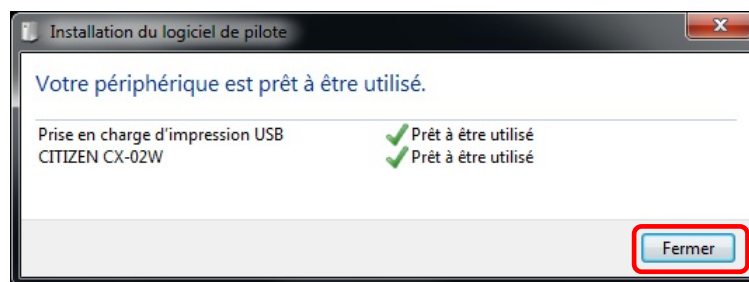 Installation du logiciel de pilote
Votre périphérique est prêt à être utilisé.
Prise en charge d'impression USB Prêt à être utilisé
CITIZEN CX-02W Prêt à être utilisé
Fermer